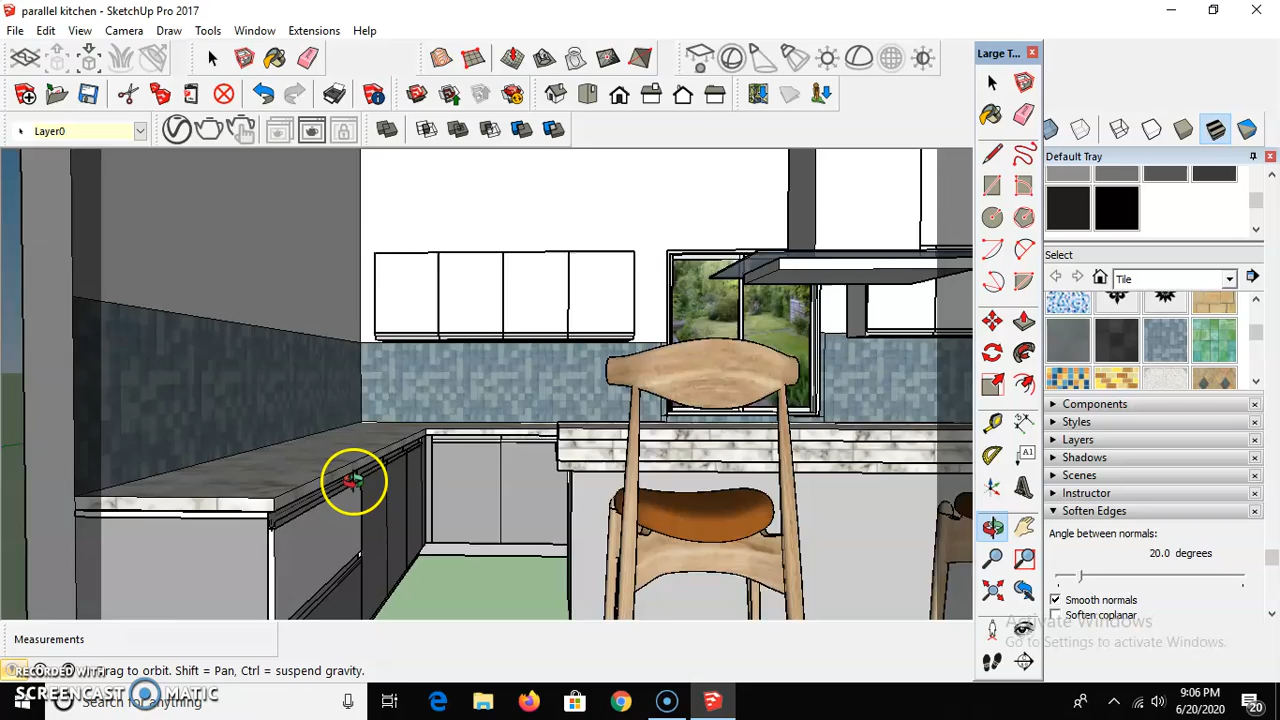 parallel kitchen - SketchUp Pro 2017
File Edit View Camera Draw Tools Window Extensions Help
Large T...
Layer0
Default Tray
Select
Tile
A1
Components
Styles
Layers
Shadows
Scenes
Instructor
Soften Edges
Angle between normals:
20.0 degrees
Smooth normals
Soften coplanar
Activate Windows
Go to Settings to activate Windows.
Measurements
Drag to orbit. Shift = Pan, Ctrl = suspend gravity.
RECORDED WITH
SCREENCAST MATIC
Search for anything
9:06 PM
6/20/2020
20